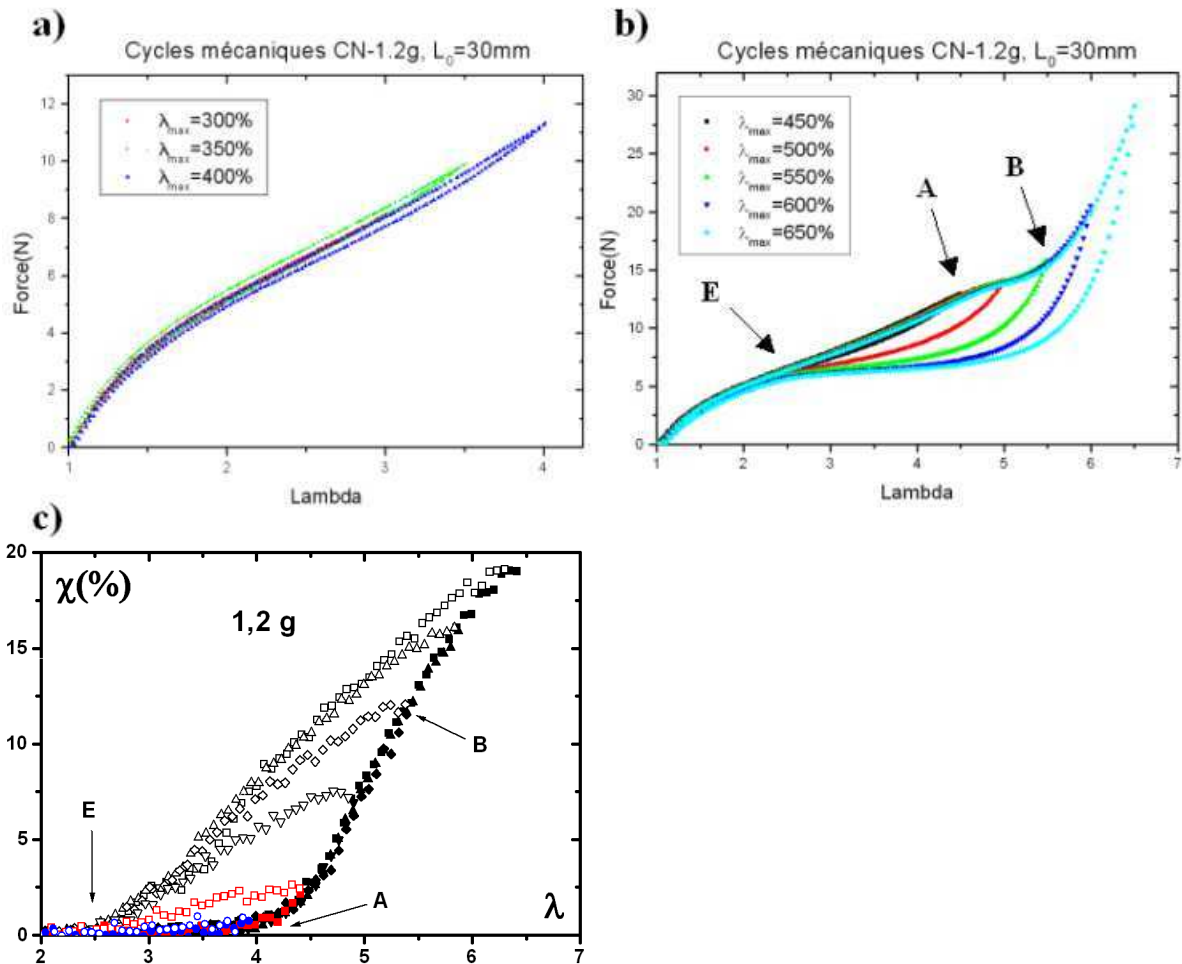 a)
Cycles mécaniques CN-1.2g, L0=30mm
λmax=300%
λmax=350%
λmax=400%
Force(N)
12
10
8
6
4
2
0
1 2 3 4
Lambda
b)
Cycles mécaniques CN-1.2g, L0=30mm
λmax=450%
λmax=500%
λmax=550%
λmax=600%
λmax=650%
A
B
E
Force(N)
30
25
20
15
10
5
0
1 2 3 4 5 6 7
Lambda
c)
χ(%)
1,2 g
20
15
10
5
0
E
B
A
λ
2 3 4 5 6 7